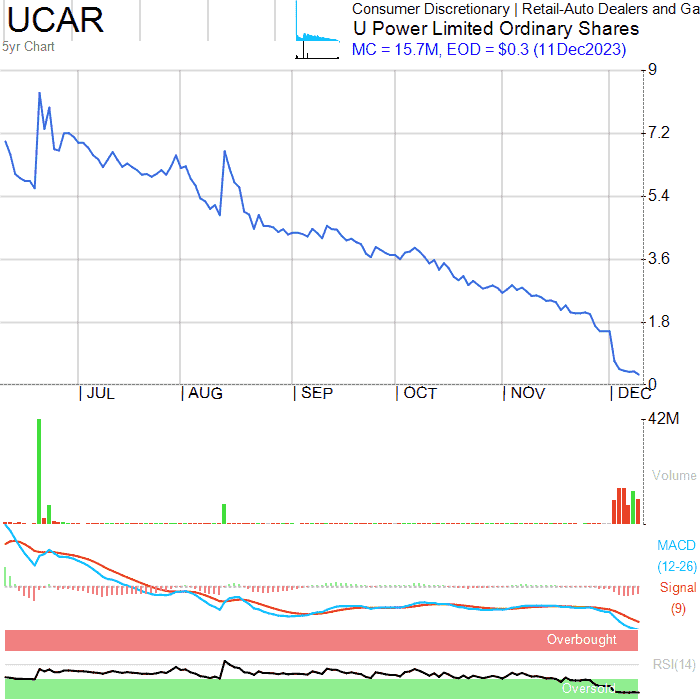 UCAR
5yr Chart
Consumer Discretionary | Retail-Auto Dealers and Ga
U Power Limited Ordinary Shares
MC = 15.7M, EOD = $0.3 (11Dec2023)
9
7.2
5.4
3.6
1.8
0
| JUL | AUG | SEP | OCT | NOV | DEC
42M
Volume
MACD
(12-26)
Signal
(9)
Overbought
RSI(14)
Oversold